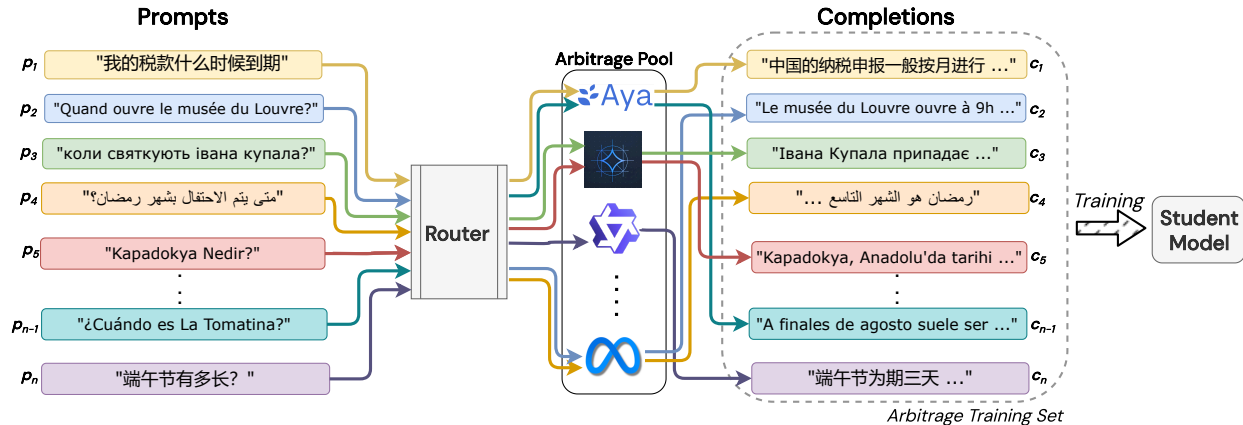 Prompts
Completions
p1 "我的税款什么时候到期" 
p2 "Quand ouvre le musée du Louvre?"
p3 "коли святкують івана купала?"
p4 "متى يتم الاحتفال بشهر رمضان؟"
p5 "Kapadokya Nedir?"
pn-1 "¿Cuándo es La Tomatina?"
pn "端午节有多长？"
Router
Arbitrage Pool
Aya
"中国的纳税申报一般按月进行 ..." c1
"Le musée du Louvre ouvre à 9h ..." c2
"Івана Купала припадає ..." c3
"رمضان هو الشهر التاسع ..." c4
"Kapadokya, Anadolu'da tarihi ..." c5
"A finales de agosto suele ser ..." cn-1
"端午节为期三天 ..." cn
Arbitrage Training Set
Training
Student
Model